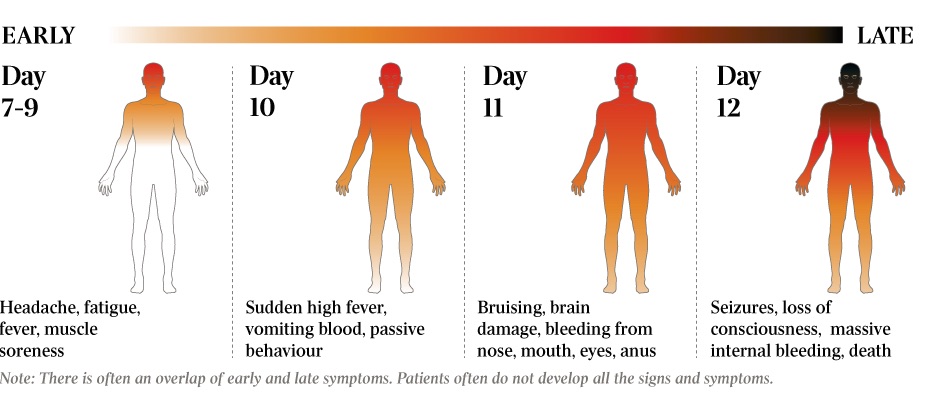 EARLY
LATE
Day
7-9
Headache, fatigue,
fever, muscle
soreness
Day
10
Sudden high fever,
vomiting blood, passive
behaviour
Day
11
Bruising, brain
damage, bleeding from
nose, mouth, eyes, anus
Day
12
Seizures, loss of
consciousness, massive
internal bleeding, death
Note: There is often an overlap of early and late symptoms. Patients often do not develop all the signs and symptoms.